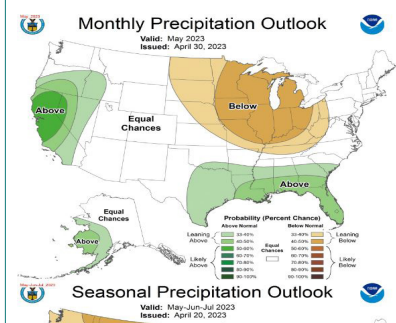 May 2023
Monthly Precipitation Outlook
Valid: May 2023
Issued: April 30, 2023
Above
Equal
Chances
Below
Above
Equal
Chances
Above
Probability (Percent Chance)
Above Normal
Below Normal
Leaning
Above
33-40%
40-50%
50-60%
60-70%
70-80%
80-90%
90-100%
Likely
Above
Equal
Chances
33-40%
40-50%
50-60%
60-70%
70-80%
80-90%
90-100%
Leaning
Below
Likely
Below
Seasonal Precipitation Outlook
Valid: May-Jun-Jul 2023
Issued: April 20, 2023